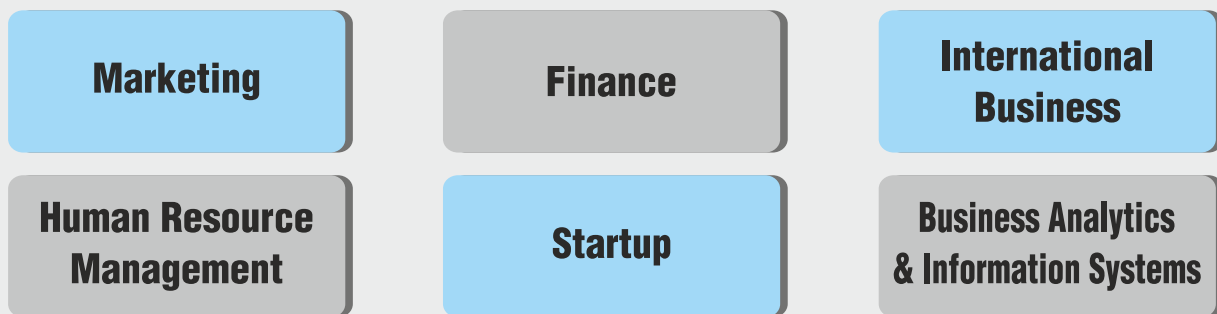 Marketing
Finance
International
Business
Human Resource
Management
Startup
Business Analytics
& Information Systems